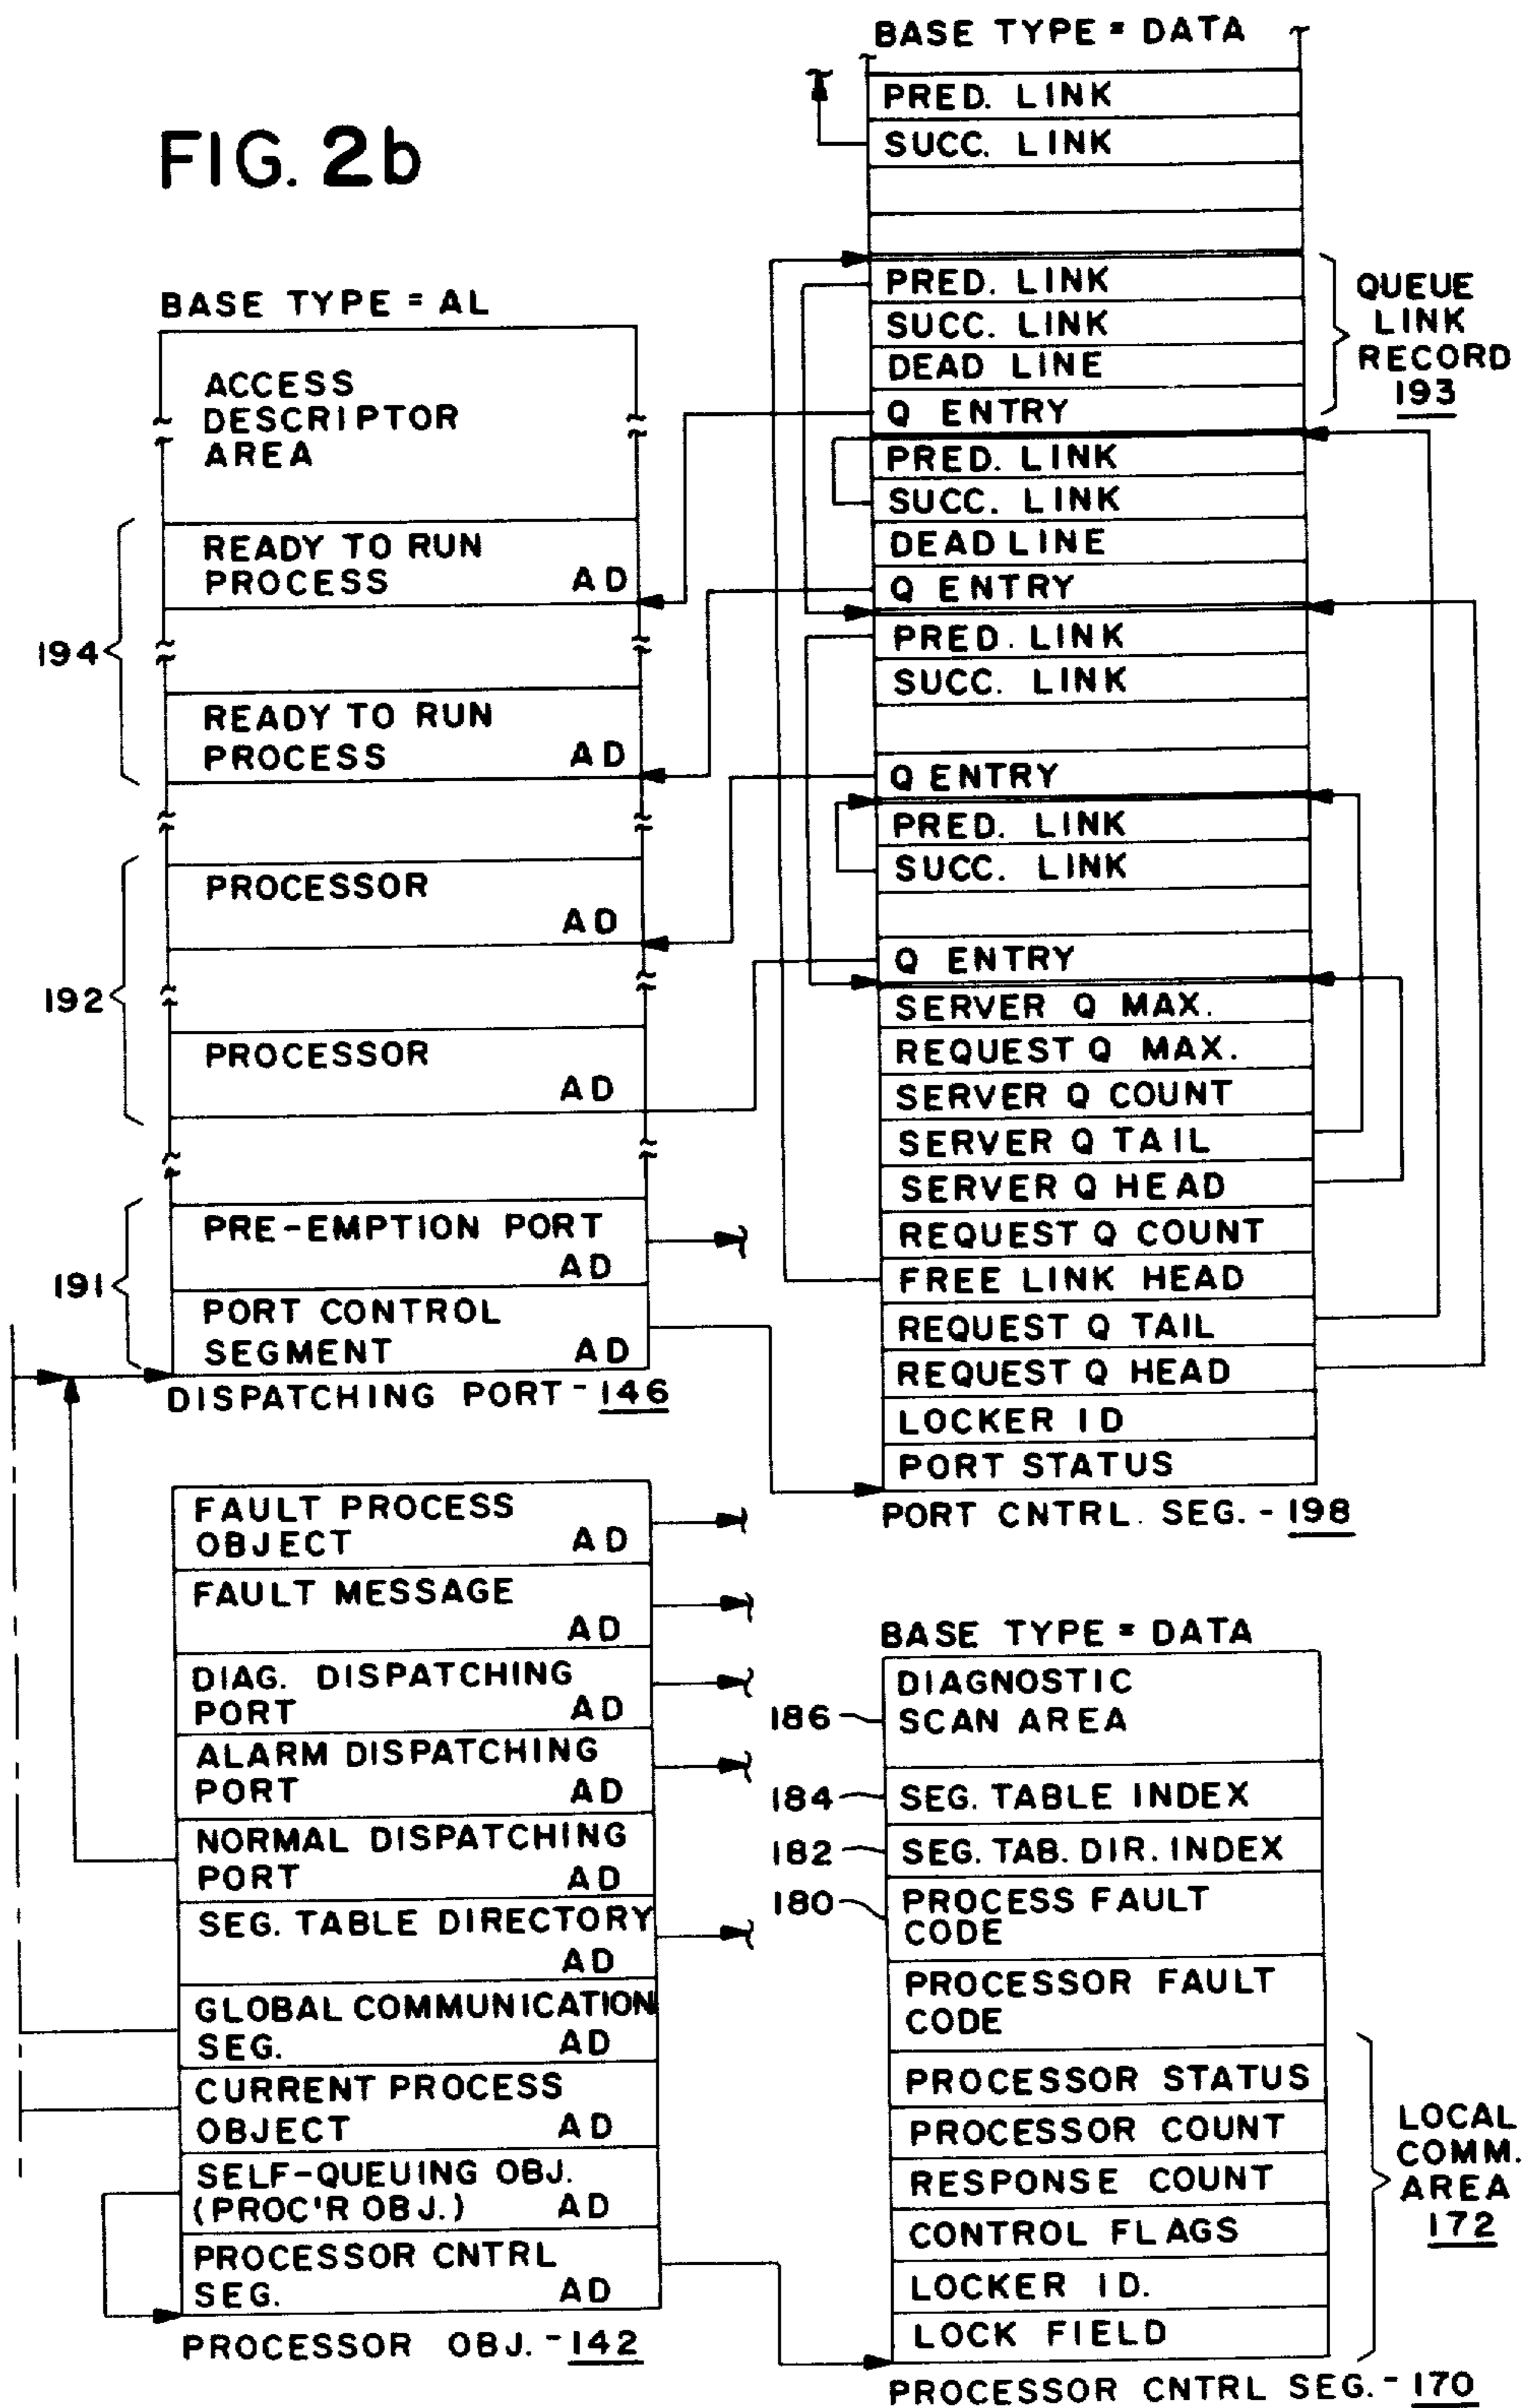 FIG. 2b
BASE TYPE = AL
ACCESS
DESCRIPTOR
AREA
READY TO RUN
PROCESS AD
194
READY TO RUN
PROCESS AD
PROCESSOR
AD
192
PROCESSOR
AD
PRE-EMPTION PORT
AD
191
PORT CONTROL
SEGMENT AD
DISPATCHING PORT - 146
BASE TYPE = DATA
PRED. LINK
SUCC. LINK
PRED. LINK
SUCC. LINK
DEAD LINE
Q ENTRY
QUEUE
LINK
RECORD
193
PRED. LINK
SUCC. LINK
DEADLINE
Q ENTRY
PRED. LINK
SUCC. LINK
Q ENTRY
PRED. LINK
SUCC. LINK
Q ENTRY
SERVER Q MAX.
REQUEST Q MAX.
SERVER Q COUNT
SERVER Q TAIL
SERVER Q HEAD
REQUEST Q COUNT
FREE LINK HEAD
REQUEST Q TAIL
REQUEST Q HEAD
LOCKER ID
PORT STATUS
PORT CNTRL. SEG. - 198
FAULT PROCESS
OBJECT AD
FAULT MESSAGE
AD
DIAG. DISPATCHING
PORT AD
ALARM DISPATCHING
PORT AD
NORMAL DISPATCHING
PORT AD
SEG. TABLE DIRECTORY
AD
GLOBAL COMMUNICATION
SEG. AD
CURRENT PROCESS
OBJECT AD
SELF-QUEUING OBJ.
(PROC'R OBJ.) AD
PROCESSOR CNTRL
SEG. AD
PROCESSOR OBJ. - 142
BASE TYPE = DATA
DIAGNOSTIC
186 SCAN AREA
184 SEG. TABLE INDEX
182 SEG. TAB. DIR. INDEX
180 PROCESS FAULT
CODE
PROCESSOR FAULT
CODE
PROCESSOR STATUS
PROCESSOR COUNT
RESPONSE COUNT
CONTROL FLAGS
LOCKER ID.
LOCK FIELD
LOCAL
COMM.
AREA
172
PROCESSOR CNTRL SEG. - 170